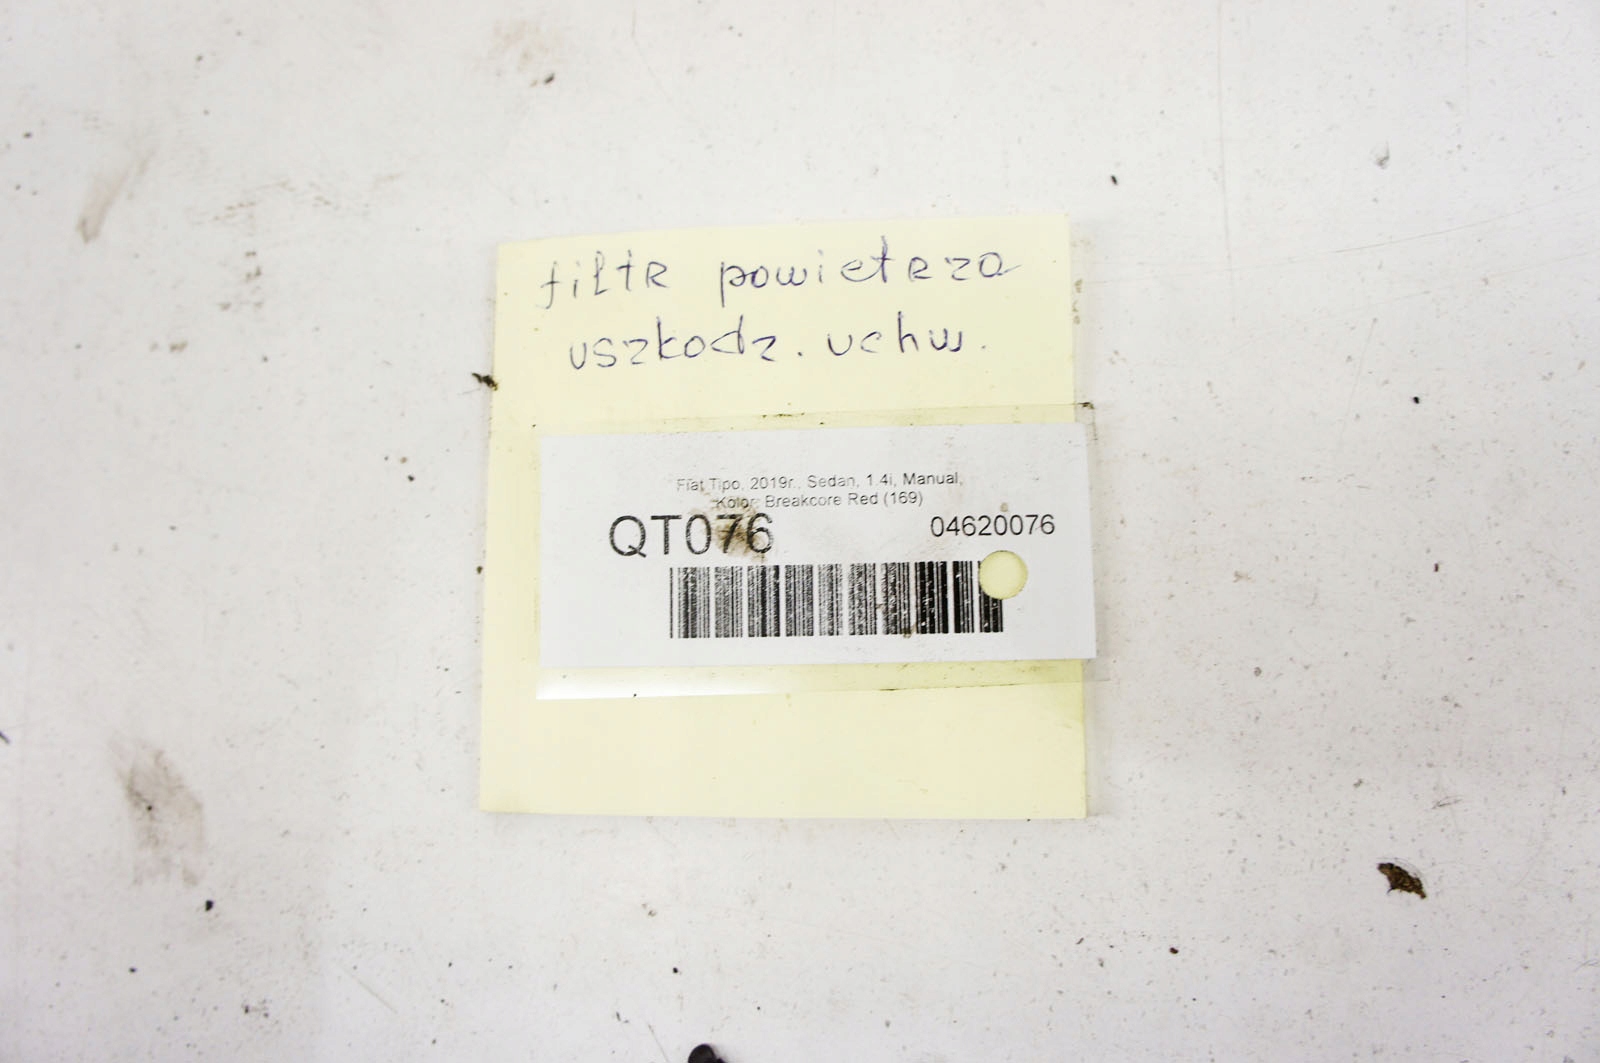 filtr powietrza
uszkodz. uchw.
Fiat Tipo, 2019r., Sedan, 1.4i, Manual,
Kolor: Breakcore Red (169)
QT076
04620076